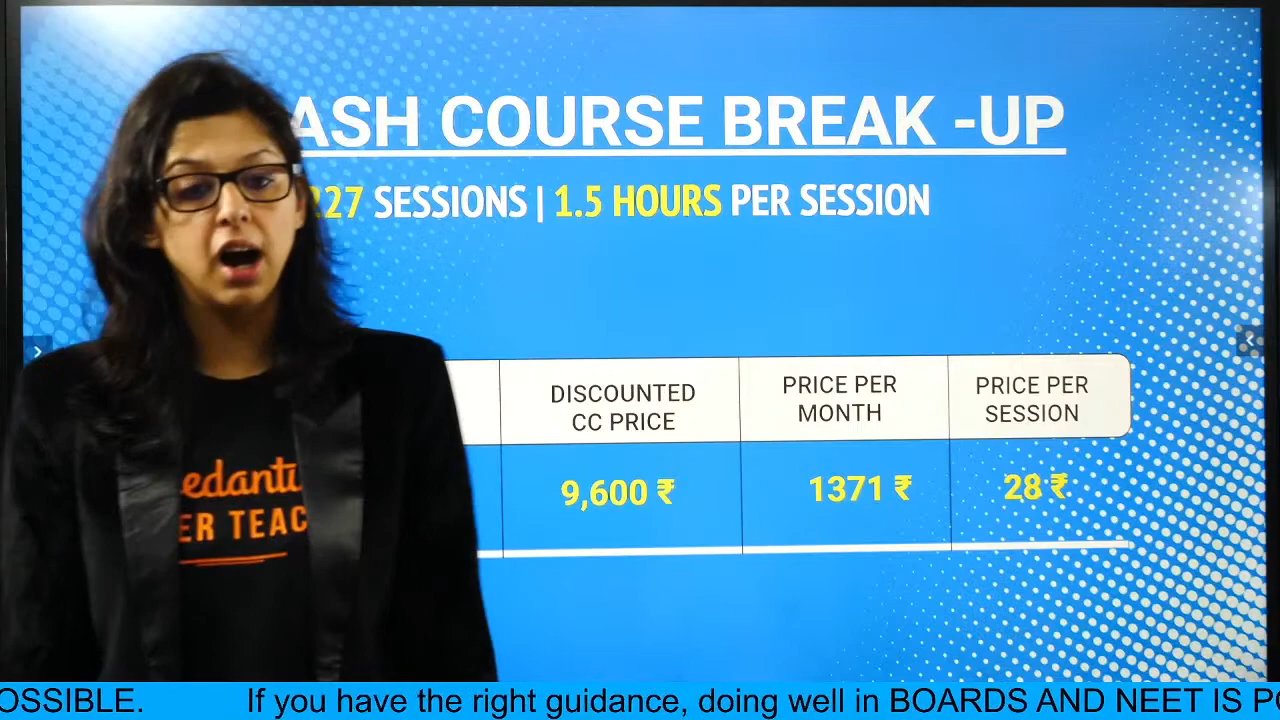 ASH COURSE BREAK -UP
227 SESSIONS | 1.5 HOURS PER SESSION
DISCOUNTED
CC PRICE
PRICE PER
MONTH
PRICE PER
SESSION
9,600 ₹
1371 ₹
28 ₹
edantu
ER TEAC
OSSIBLE. If you have the right guidance, doing well in BOARDS AND NEET IS PO